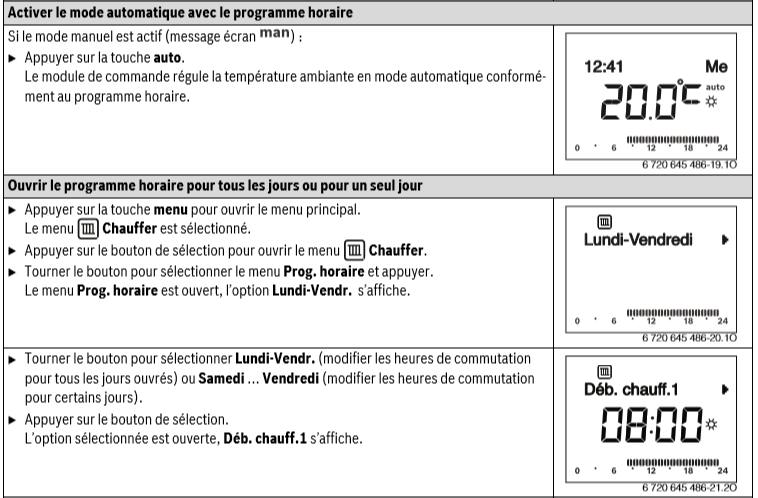 Activer le mode automatique avec le programme horaire
Si le mode manuel est actif (message écran man) :
► Appuyer sur la touche auto.
Le module de commande régule la température ambiante en mode automatique conformé-
ment au programme horaire.
12:41 Me
20.0°C auto
0 6 12 18 24
6 720 645 486-19.1O
Ouvrir le programme horaire pour tous les jours ou pour un seul jour
► Appuyer sur la touche menu pour ouvrir le menu principal.
Le menu Chauffer est sélectionné.
► Appuyer sur le bouton de sélection pour ouvrir le menu Chauffer.
► Tourner le bouton pour sélectionner le menu Prog. horaire et appuyer.
Le menu Prog. horaire est ouvert, l'option Lundi-Vendr. s'affiche.
Lundi-Vendredi
0 6 12 18 24
6 720 645 486-20.1O
► Tourner le bouton pour sélectionner Lundi-Vendr. (modifier les heures de commutation
pour tous les jours ouvrés) ou Samedi ... Vendredi (modifier les heures de commutation
pour certains jours).
► Appuyer sur le bouton de sélection.
L'option sélectionnée est ouverte, Déb. chauff.1 s'affiche.
Déb. chauff.1
08:00
0 6 12 18 24
6 720 645 486-21.2O